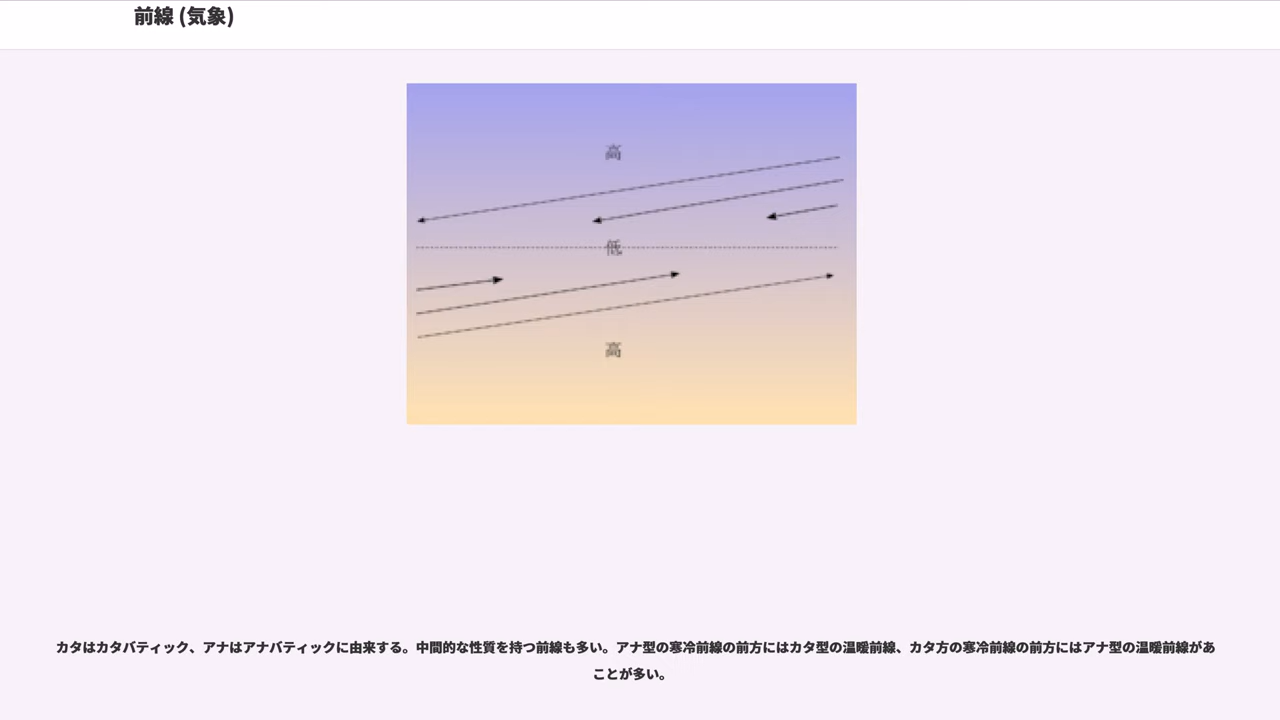 前線 (気象)
高
低
高
カタはカタバティック、アナはアナバティックに由来する。中間的な性質を持つ前線も多い。アナ型の寒冷前線の前方にはカタ型の温暖前線、カタ方の寒冷前線の前方にはアナ型の温暖前線があ
ことが多い。